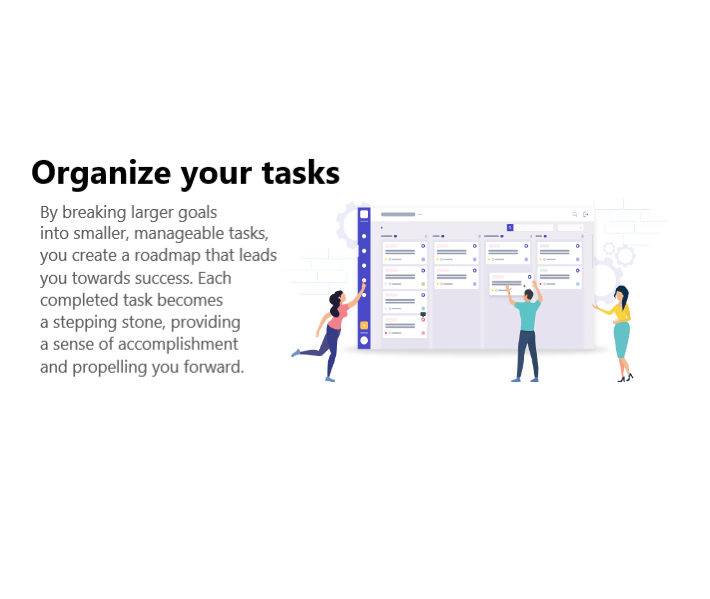 Organize your tasks
By breaking larger goals
into smaller, manageable tasks,
you create a roadmap that leads
you towards success. Each
completed task becomes
a stepping stone, providing
a sense of accomplishment
and propelling you forward.